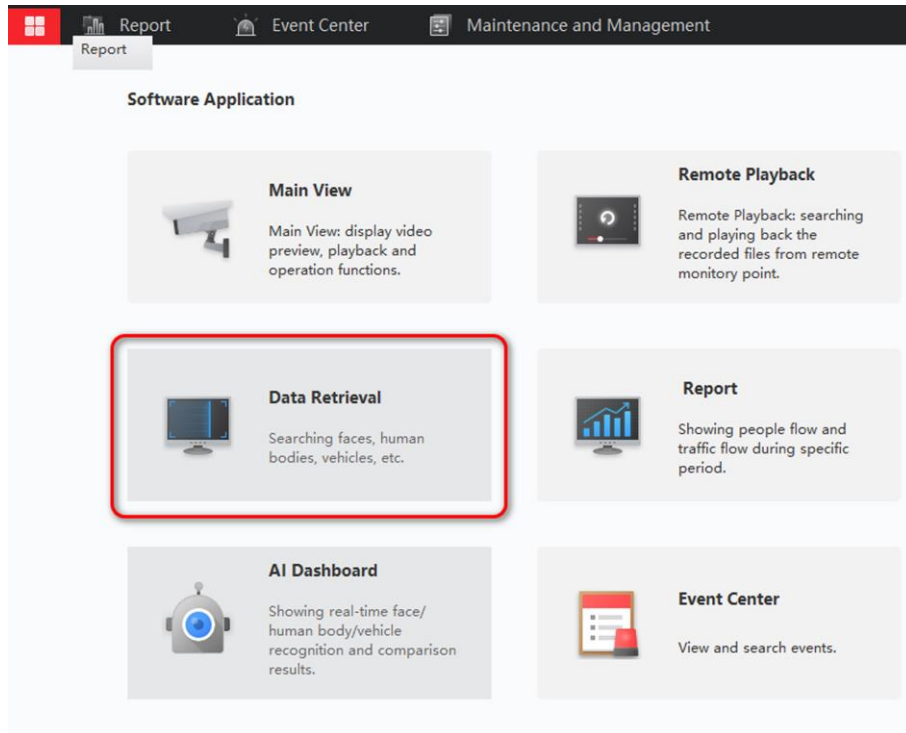 Report
Event Center
Maintenance and Management
Report
Software Application
Main View
Main View: display video
preview, playback and
operation functions.
Remote Playback
Remote Playback: searching
and playing back the
recorded files from remote
monitory point.
Data Retrieval
Searching faces, human
bodies, vehicles, etc.
Report
Showing people flow and
traffic flow during specific
period.
AI Dashboard
Showing real-time face/
human body/vehicle
recognition and comparison
results.
Event Center
View and search events.